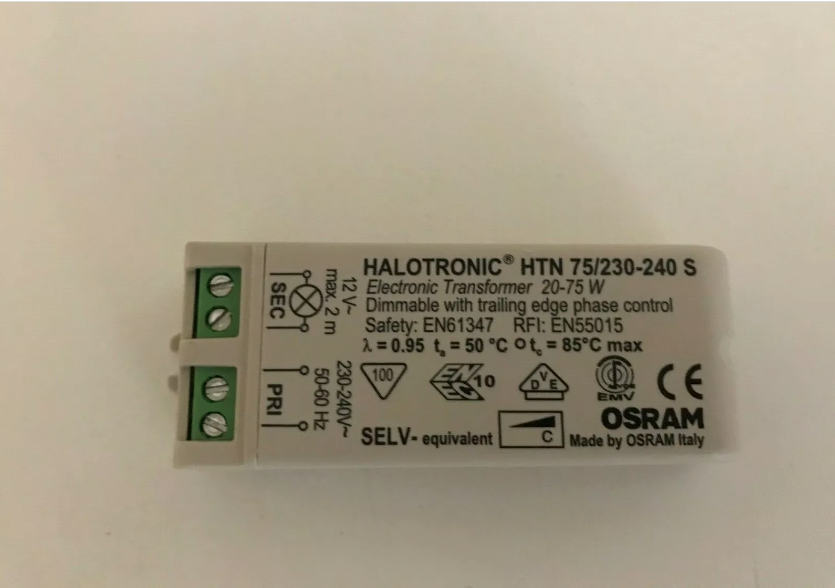 HALOTRONIC® HTN 75/230-240 S
Electronic Transformer 20-75 W
Dimmable with trailing edge phase control
Safety: EN61347 RFI: EN55015
λ = 0.95 ta = 50 °C tc = 85°C max
SEC
12 V~
max. 2 m
PRI
230-240V~
50-60 Hz
100
ENEC 10
DVE
EMV
CE
SELV- equivalent
C
OSRAM
Made by OSRAM Italy